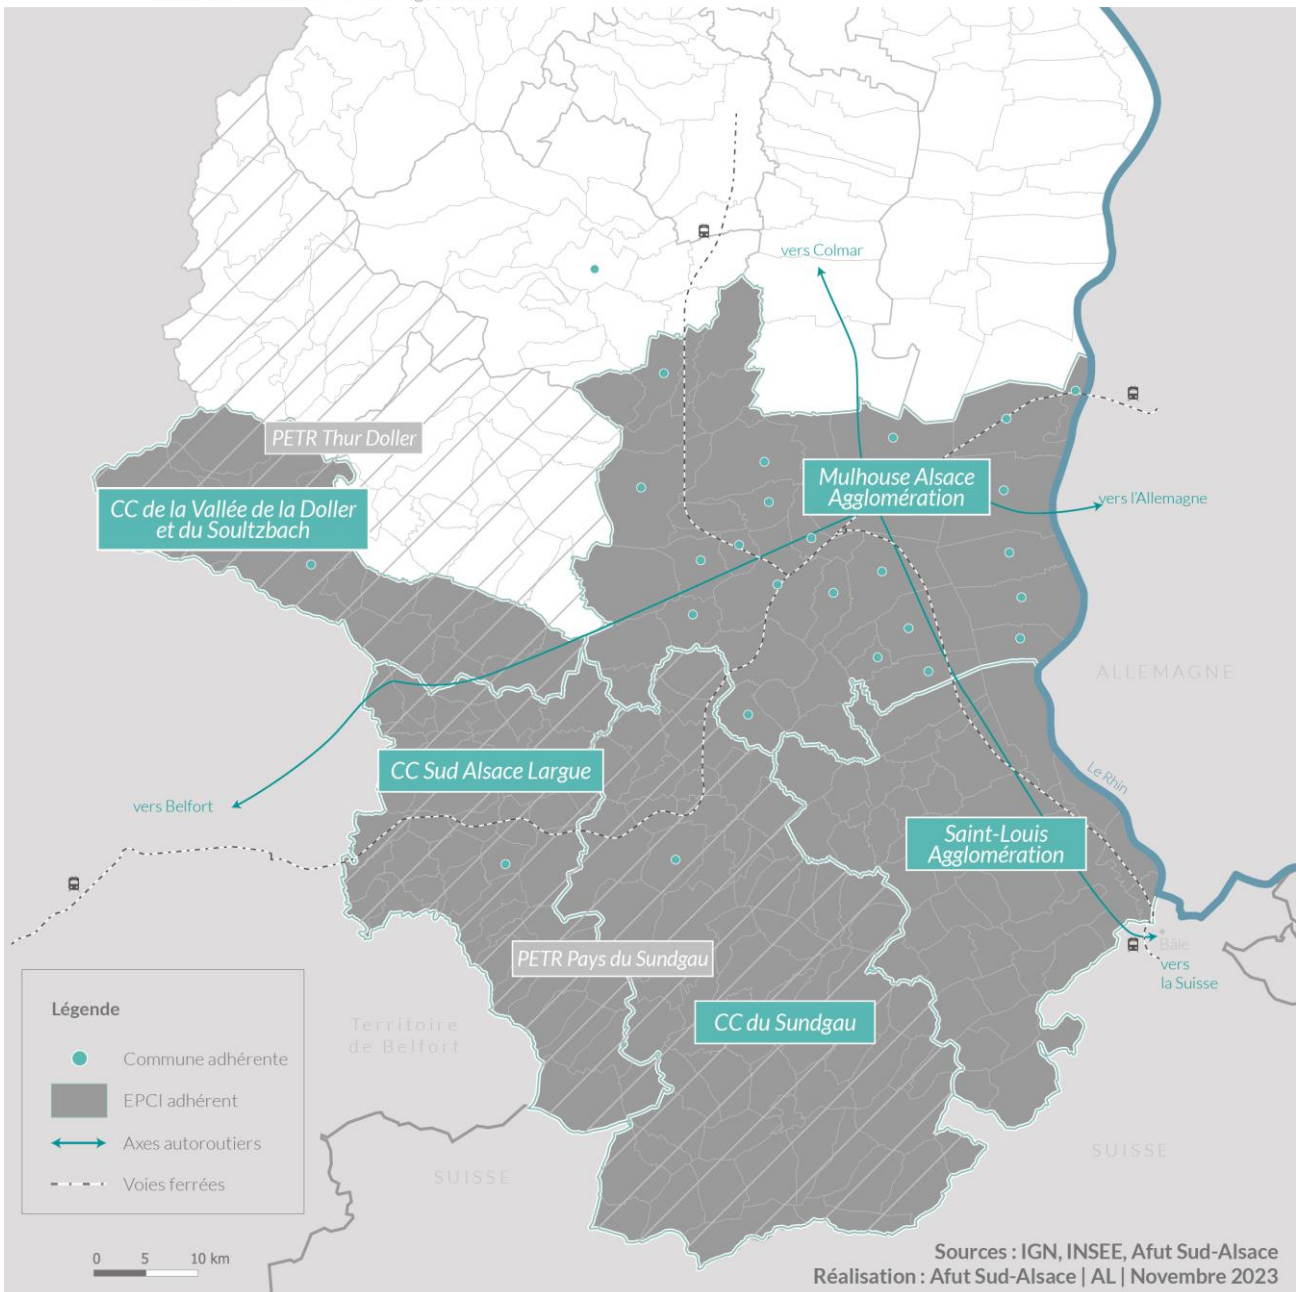 vers Colmar
PETR Thur Doller
Mulhouse Alsace
Agglomération
CC de la Vallée de la Doller
et du Soultzbach
vers l'Allemagne
ALLEMAGNE
CC Sud Alsace Largue
Le Rhin
vers Belfort
Saint-Louis
Agglomération
PETR Pays du Sundgau
Bâle
vers
la Suisse
CC du Sundgau
Territoire
de Belfort
SUISSE
SUISSE
Légende
Commune adhérente
EPCI adhérent
Axes autoroutiers
Voies ferrées
0 5 10 km
Sources : IGN, INSEE, Afut Sud-Alsace
Réalisation : Afut Sud-Alsace | AL | Novembre 2023